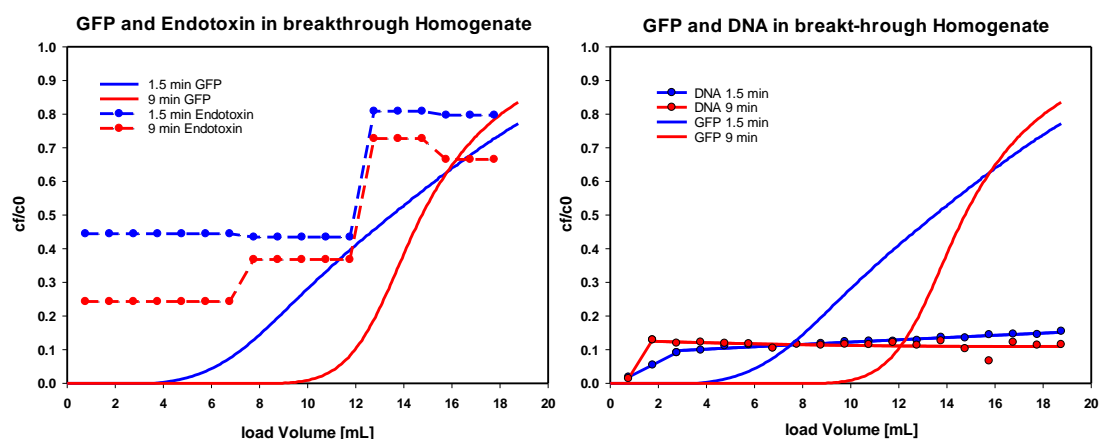 GFP and Endotoxin in breakthrough Homogenate
1.0
0.9
0.8
0.7
0.6
0.5
0.4
0.3
0.2
0.1
0.0
cf/c0
1.5 min GFP
9 min GFP
1.5 min Endotoxin
9 min Endotoxin
0 2 4 6 8 10 12 14 16 18 20
load Volume [mL]
GFP and DNA in breakt-hrough Homogenate
1.0
0.9
0.8
0.7
0.6
0.5
0.4
0.3
0.2
0.1
0.0
cf/c0
DNA 1.5 min
DNA 9 min
GFP 1.5 min
GFP 9 min
0 2 4 6 8 10 12 14 16 18 20
load Volume [mL]